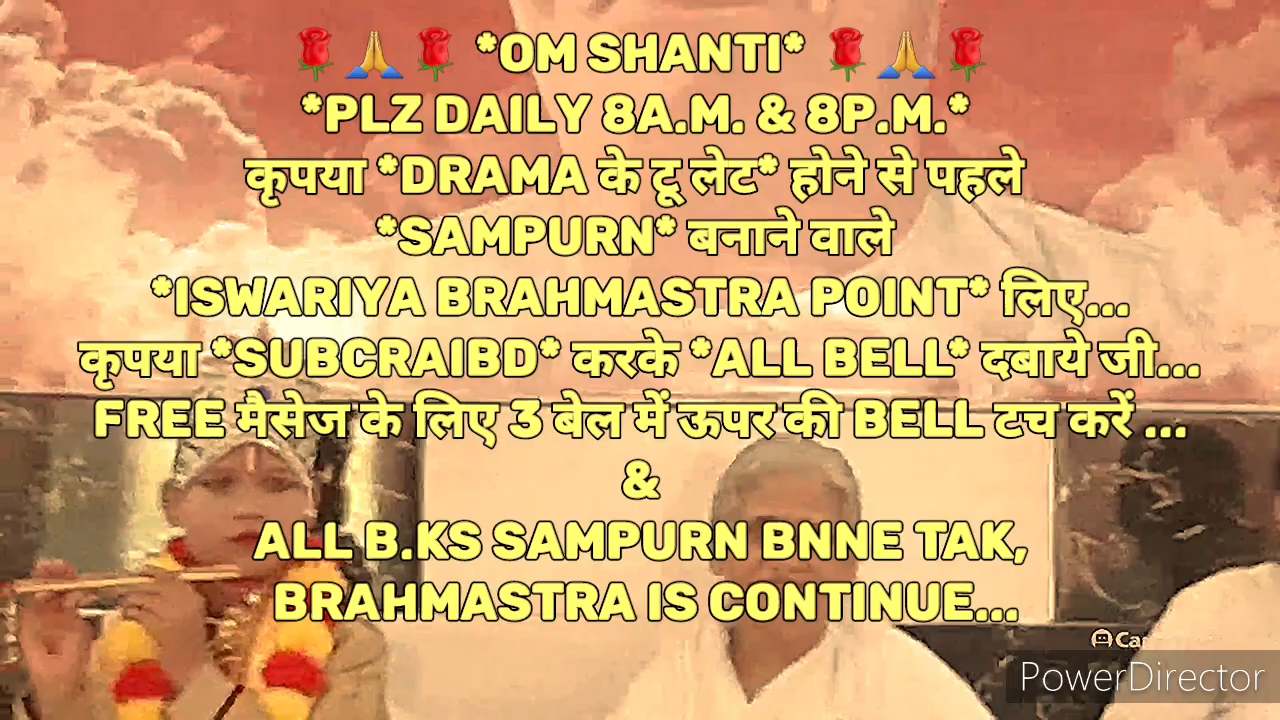 🌹🙏🌹 *OM SHANTI* 🌹🙏🌹
*PLZ DAILY 8A.M. & 8P.M.*
कृपया *DRAMA के टू लेट* होने से पहले
*SAMPURN* बनाने वाले
*ISWARIYA BRAHMASTRA POINT* लिए...
कृपया *SUBCRAIBD* करके *ALL BELL* दबाये जी...
FREE मैसेज के लिए 3 बेल में ऊपर की BELL टच करें ...
&
ALL B.KS SAMPURN BNNE TAK,
BRAHMASTRA IS CONTINUE...
PowerDirector